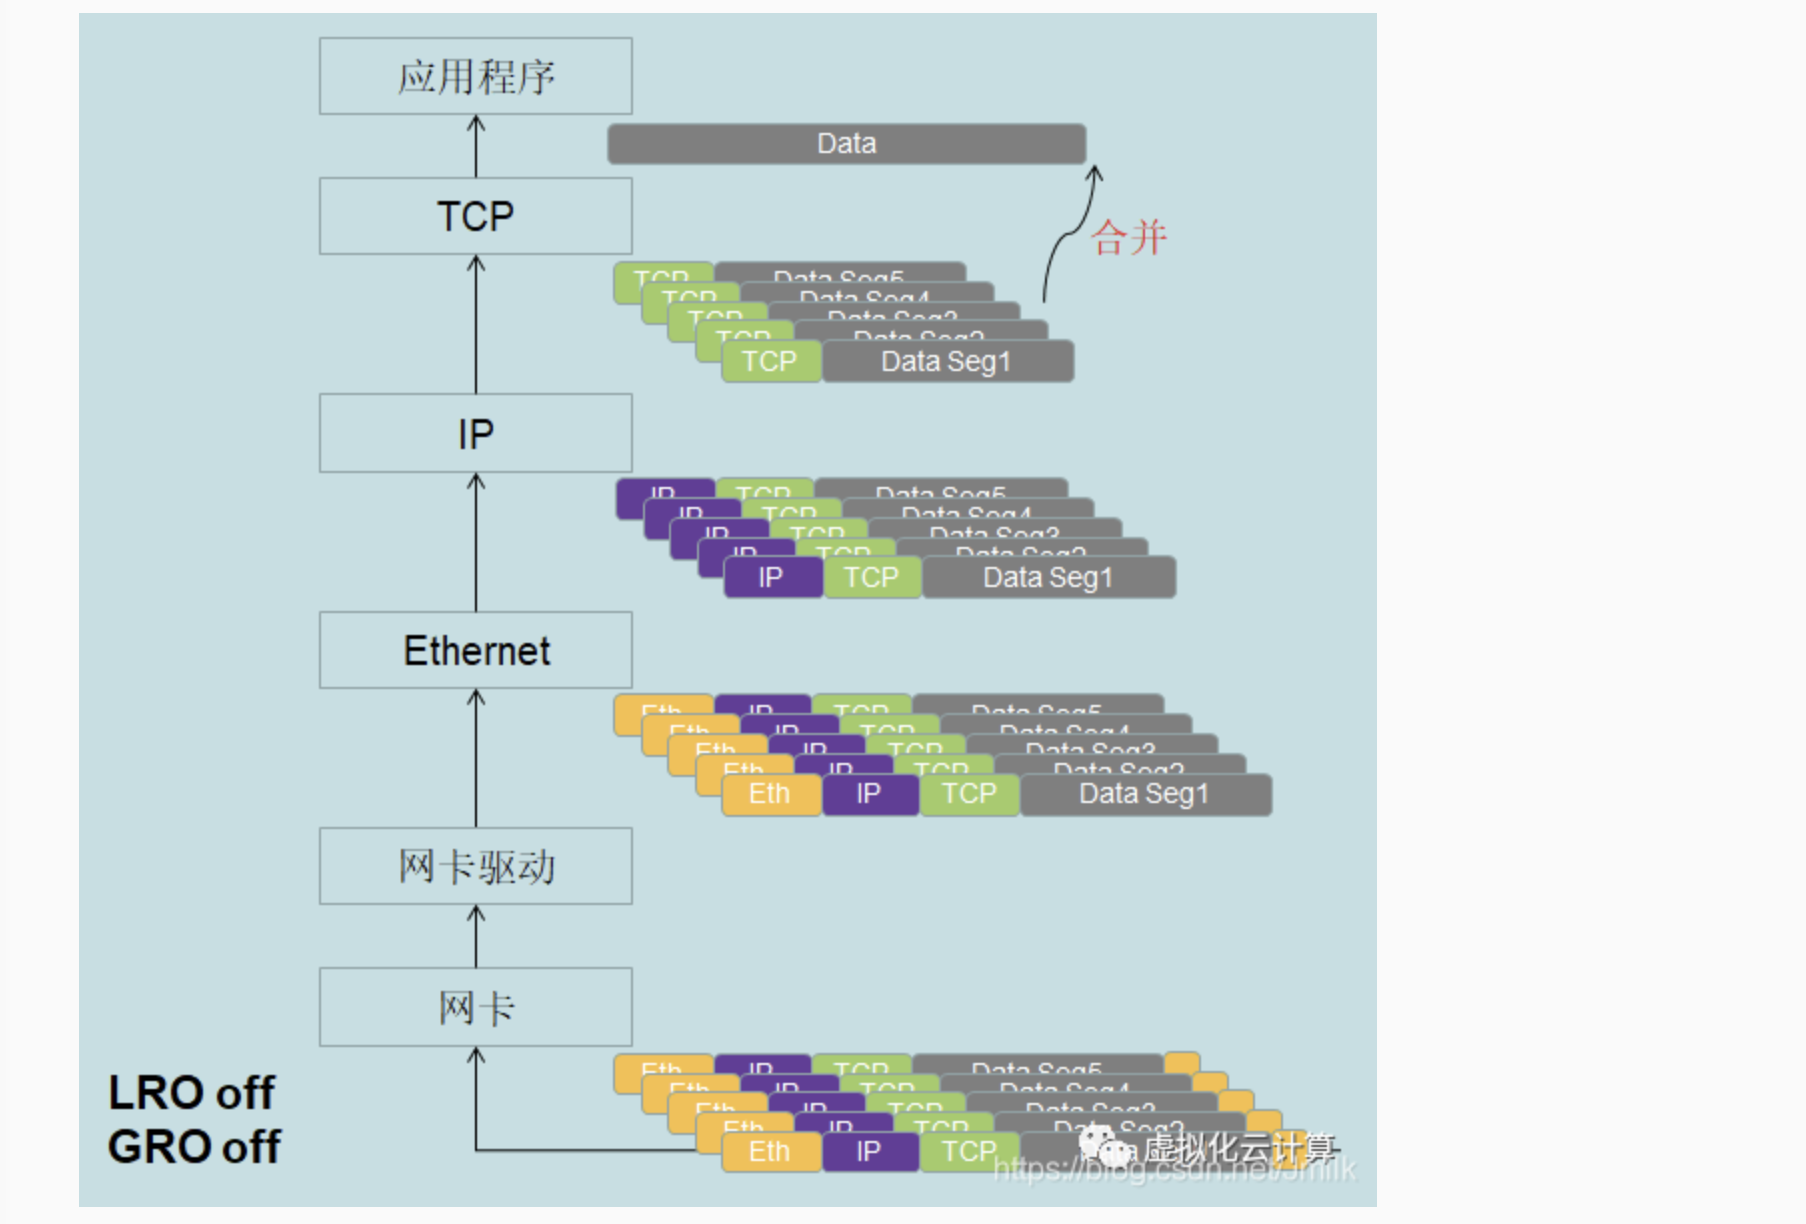 应用程序
Data
TCP
合并
TCP Data Seg5
TCP Data Seg4
TCP Data Seg3
TCP Data Seg2
TCP Data Seg1
IP
IP TCP Data Seg5
IP TCP Data Seg4
IP TCP Data Seg3
IP TCP Data Seg2
IP TCP Data Seg1
Ethernet
Eth IP TCP Data Seg5
Eth IP TCP Data Seg4
Eth IP TCP Data Seg3
Eth IP TCP Data Seg2
Eth IP TCP Data Seg1
网卡驱动
网卡
Eth IP TCP Data Seg5
Eth IP TCP Data Seg4
Eth IP TCP Data Seg3
Eth IP TCP Data Seg2
Eth IP TCP Data
LRO off
GRO off
虚拟化云计算
https://blog.csdn.net/Jmilk